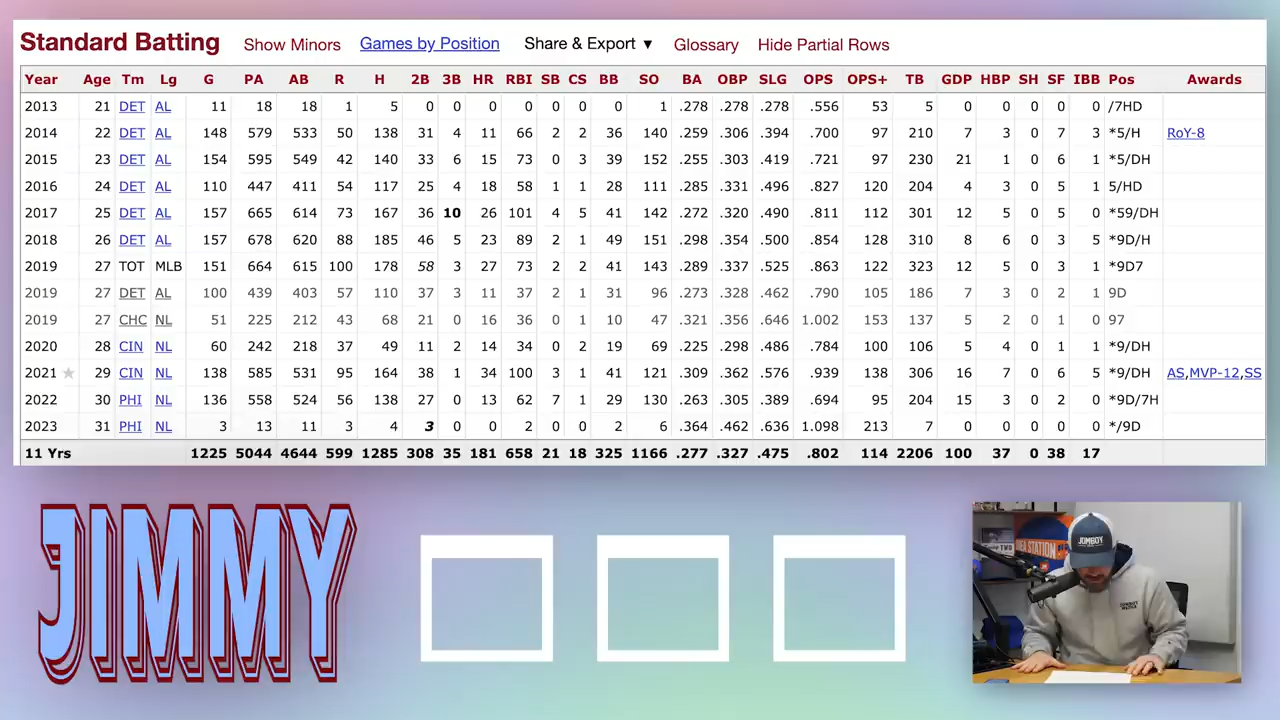 Standard Batting Show Minors Games by Position Share & Export ▼ Glossary Hide Partial Rows
Year Age Tm Lg G PA AB R H 2B 3B HR RBI SB CS BB SO BA OBP SLG OPS OPS+ TB GDP HBP SH SF IBB Pos Awards
2013 21 DET AL 11 18 18 1 5 0 0 0 0 0 0 0 1 .278 .278 .278 .556 53 5 0 0 0 0 0 /7HD
2014 22 DET AL 148 579 533 50 138 31 4 11 66 2 2 36 140 .259 .306 .394 .700 97 210 7 3 0 7 3 *5/H RoY-8
2015 23 DET AL 154 595 549 42 140 33 6 15 73 0 3 39 152 .255 .303 .419 .721 97 230 21 1 0 6 1 *5/DH
2016 24 DET AL 110 447 411 54 117 25 4 18 58 1 1 28 111 .285 .331 .496 .827 120 204 4 3 0 5 1 5/HD
2017 25 DET AL 157 665 614 73 167 36 10 26 101 4 5 41 142 .272 .320 .490 .811 112 301 12 5 0 5 0 *59/DH
2018 26 DET AL 157 678 620 88 185 46 5 23 89 2 1 49 151 .298 .354 .500 .854 128 310 8 6 0 3 5 *9D/H
2019 27 TOT MLB 151 664 615 100 178 58 3 27 73 2 2 41 143 .289 .337 .525 .863 122 323 12 5 0 3 1 *9D7
2019 27 DET AL 100 439 403 57 110 37 3 11 37 2 1 31 96 .273 .328 .462 .790 105 186 7 3 0 2 1 9D
2019 27 CHC NL 51 225 212 43 68 21 0 16 36 0 1 10 47 .321 .356 .646 1.002 153 137 5 2 0 1 0 97
2020 28 CIN NL 60 242 218 37 49 11 2 14 34 0 2 19 69 .225 .298 .486 .784 100 106 5 4 0 1 1 *9/DH
2021 ★ 29 CIN NL 138 585 531 95 164 38 1 34 100 3 1 41 121 .309 .362 .576 .939 138 306 16 7 0 6 5 *9/DH AS,MVP-12,SS
2022 30 PHI NL 136 558 524 56 138 27 0 13 62 7 1 29 130 .263 .305 .389 .694 95 204 15 3 0 2 0 *9D/7H
2023 31 PHI NL 3 13 11 3 4 3 0 0 2 0 0 2 6 .364 .462 .636 1.098 213 7 0 0 0 0 0 */9D
11 Yrs 1225 5044 4644 599 1285 308 35 181 658 21 18 325 1166 .277 .327 .475 .802 114 2206 100 37 0 38 17
JIMMY
JOMBOY
STATION